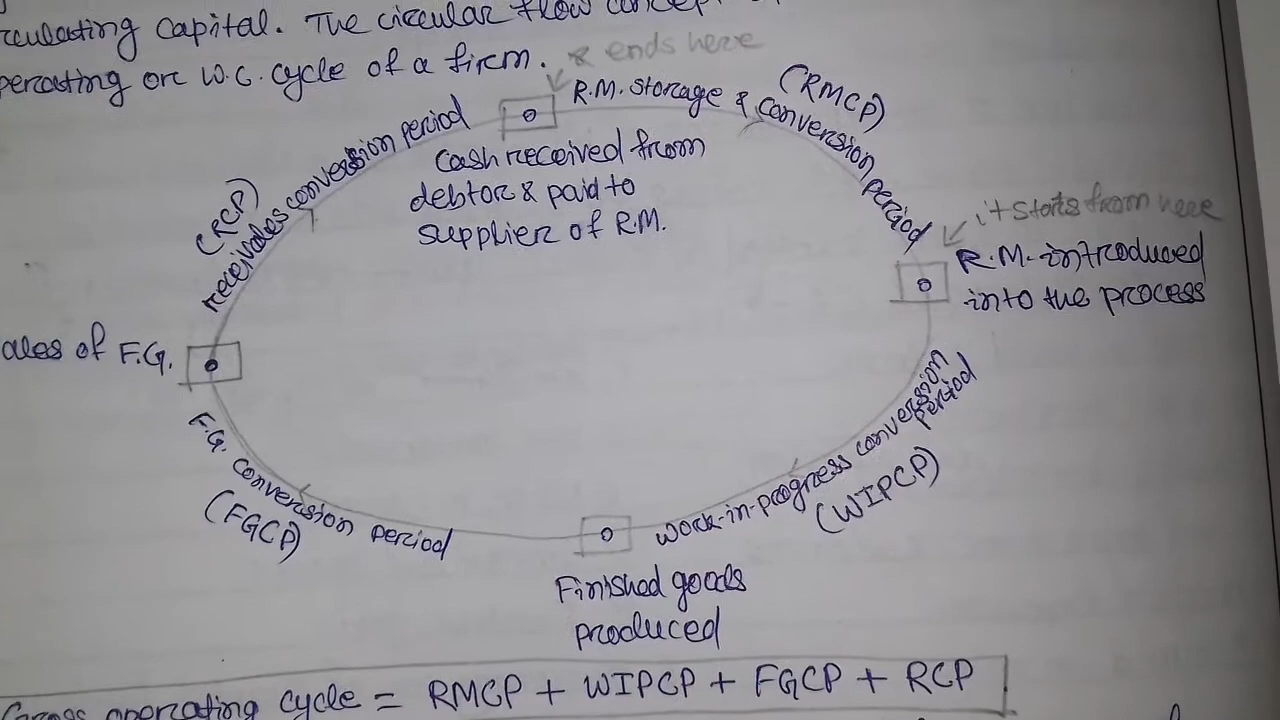 rculating capital. The circular flow concept
perating or W.C. cycle of a firm.
& ends here
R.M. storage & conversion period
(RMCP)
receivales conversion period
(RCP)
Cash received from
debtor & paid to
supplier of R.M.
it starts from here
R.M. introduced
into the process
ales of F.G.
work-in-progress conversion
period
(WIPCP)
F.G. conversion period
(FGCP)
Finished goods
produced
Gross operating cycle = RMCP + WIPCP + FGCP + RCP